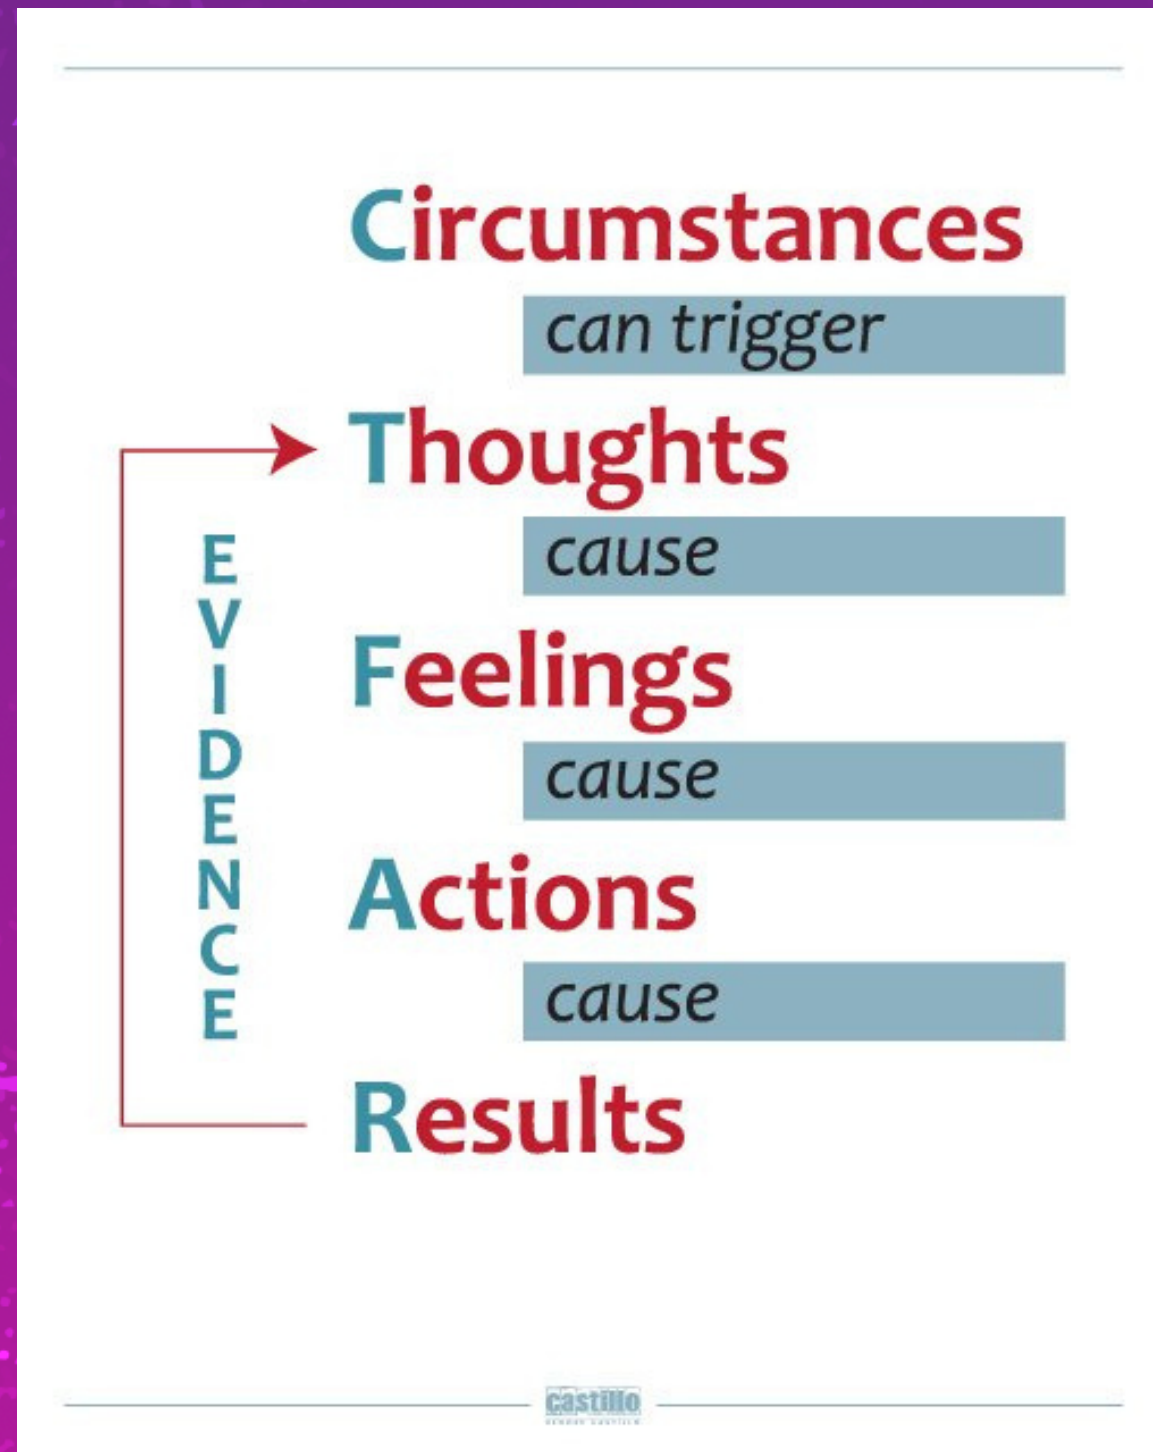 Circumstances
can trigger
Thoughts
cause
Feelings
cause
Actions
cause
Results
EVIDENCE
castillo